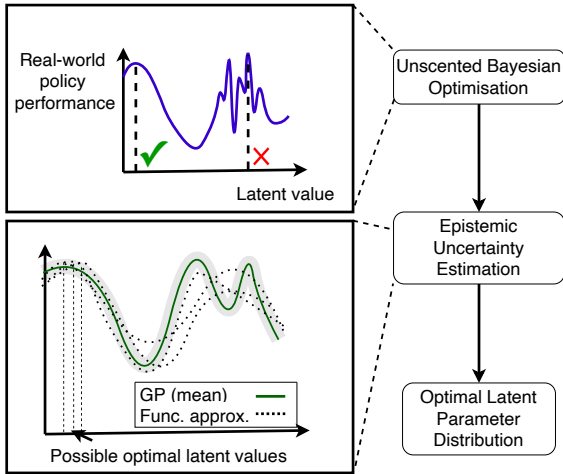 Real-world
policy
performance
Latent value
Unscented Bayesian
Optimisation
Epistemic
Uncertainty
Estimation
GP (mean)
Func. approx.
Possible optimal latent values
Optimal Latent
Parameter
Distribution